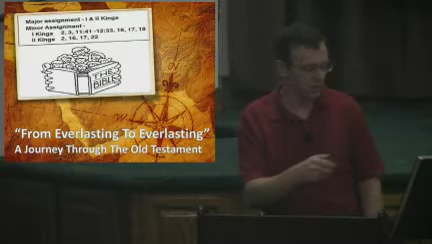 Major assignment - I & II Kings
Minor Assignment -
I Kings 2, 3, 11:41 -12:33, 16, 17, 18
II Kings 2, 16, 17, 22
THE
BIBLE
"From Everlasting To Everlasting"
A Journey Through The Old Testament